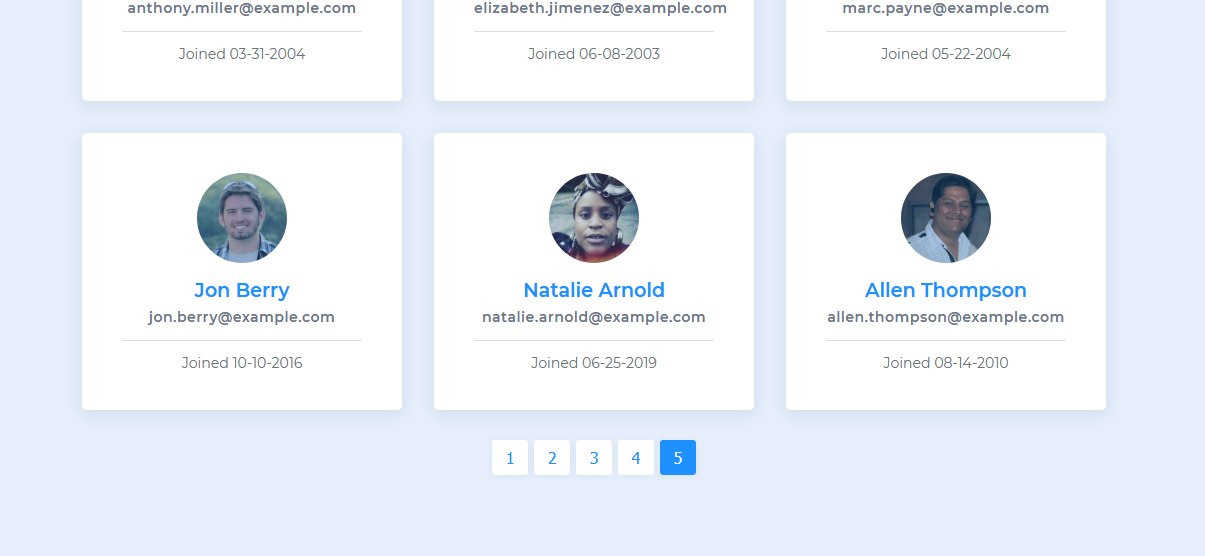 anthony.miller@example.com
elizabeth.jimenez@example.com
marc.payne@example.com
Joined 03-31-2004
Joined 06-08-2003
Joined 05-22-2004
Jon Berry
jon.berry@example.com
Joined 10-10-2016
Natalie Arnold
natalie.arnold@example.com
Joined 06-25-2019
Allen Thompson
allen.thompson@example.com
Joined 08-14-2010
1 2 3 4 5